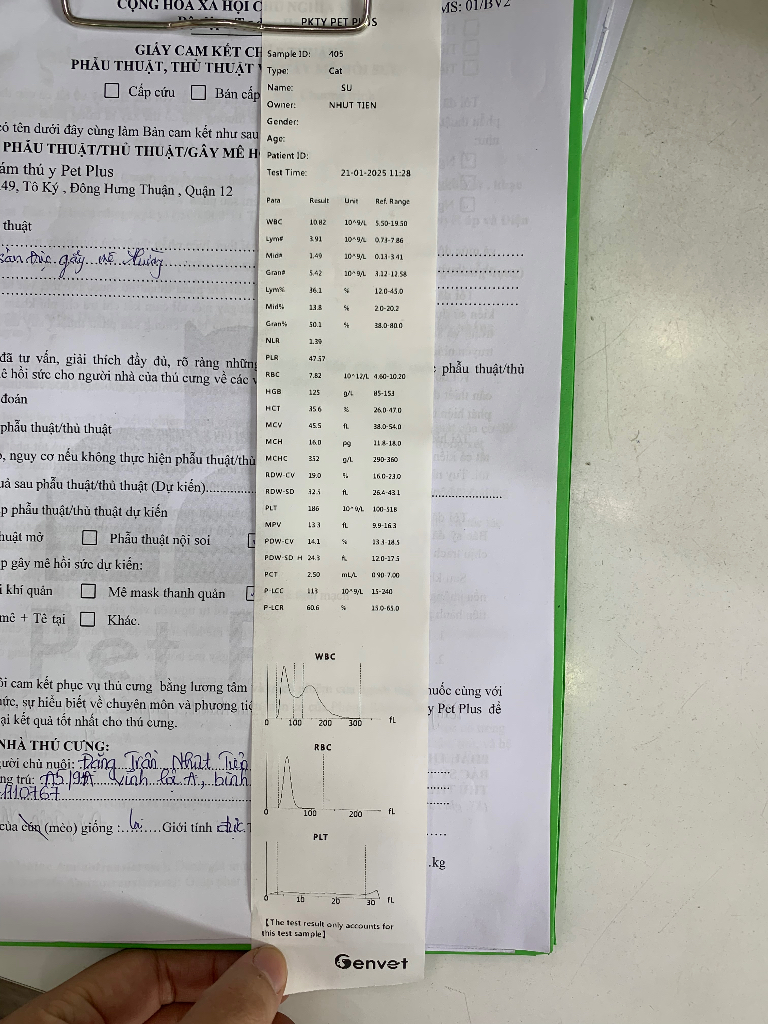 CỘNG HÒA XÃ HỘI C
MS: 01/BV2
PKTY PET PLUS
GIẤY CAM KẾT CH
PHẪU THUẬT, THỦ THUẬT
Cấp cứu
Bán cấp
có tên dưới đây cùng làm Bản cam kết như sau
PHẪU THUẬT/THỦ THUẬT/GÂY MÊ H
ám thú y Pet Plus
49, Tô Ký , Đông Hưng Thuận , Quận 12
thuật
đã tư vấn, giải thích đầy đủ, rõ ràng những
phẫu thuật/thủ
ê hồi sức cho người nhà của thú cưng về các v
đoán
phẫu thuật/thủ thuật
, nguy cơ nếu không thực hiện phẫu thuật/thủ
uả sau phẫu thuật/thủ thuật (Dự kiến)
p phẫu thuật/thủ thuật dự kiến
huật mở
Phẫu thuật nội soi
p gây mê hồi sức dự kiến:
i khí quản
Mê mask thanh quản
mê + Tê tại
Khác.
ôi cam kết phục vụ thú cưng bằng lương tâm
uốc cùng với
ức, sự hiểu biết về chuyên môn và phương tiệ
y Pet Plus để
ại kết quả tốt nhất cho thú cưng.
NHÀ THÚ CƯNG:
ười chủ nuôi: Đặng Trần Nhựt Tiến
ng trú: A5/9A Vĩnh lộc A, bình
910767
của cún (mèo) giống :..lai....Giới tính đực
.kg
Sample ID: 405
Type: Cat
Name: SU
Owner: NHUT TIEN
Gender:
Age:
Patient ID:
Test Time: 21-01-2025 11:28
Para Result Unit Ref. Range
WBC 10.82 10^9/L 5.50-19.50
Lym# 3.91 10^9/L 0.73-7.86
Mid# 1.49 10^9/L 0.13-3.41
Gran# 5.42 10^9/L 3.12-12.58
Lym% 36.1 % 12.0-45.0
Mid% 13.8 % 2.0-20.2
Gran% 50.1 % 38.0-80.0
NLR 1.39
PLR 47.57
RBC 7.82 10^12/L 4.60-10.20
HGB 125 g/L 85-153
HCT 35.6 % 26.0-47.0
MCV 45.5 fL 38.0-54.0
MCH 16.0 pg 11.8-18.0
MCHC 352 g/L 290-360
RDW-CV 19.0 % 16.0-23.0
RDW-SD 32.5 fL 26.4-43.1
PLT 186 10^9/L 100-518
MPV 13.3 fL 9.9-16.3
PDW-CV 14.1 % 13.3-18.5
PDW-SD H 24.3 fL 12.0-17.5
PCT 2.50 mL/L 0.90-7.00
P-LCC 113 10^9/L 15-240
P-LCR 60.6 % 15.0-65.0
WBC
0 100 200 300 fL
RBC
0 100 200 fL
PLT
0 10 20 30 fL
[The test result only accounts for
this test sample]
Genvet